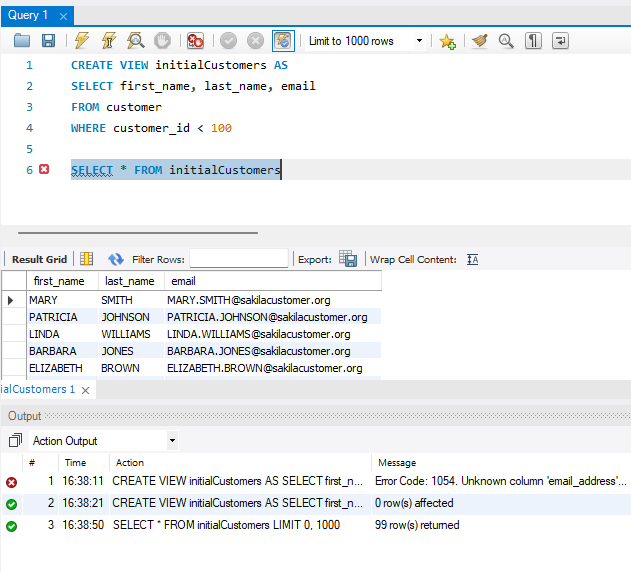 Query 1
Limit to 1000 rows
1 CREATE VIEW initialCustomers AS
2 SELECT first_name, last_name, email
3 FROM customer
4 WHERE customer_id < 100
5
6 SELECT * FROM initialCustomers
Result Grid Filter Rows: Export: Wrap Cell Content:
first_name last_name email
MARY SMITH MARY.SMITH@sakilacustomer.org
PATRICIA JOHNSON PATRICIA.JOHNSON@sakilacustomer.org
LINDA WILLIAMS LINDA.WILLIAMS@sakilacustomer.org
BARBARA JONES BARBARA.JONES@sakilacustomer.org
ELIZABETH BROWN ELIZABETH.BROWN@sakilacustomer.org
ialCustomers 1
Output
Action Output
# Time Action Message
1 16:38:11 CREATE VIEW initialCustomers AS SELECT first_n... Error Code: 1054. Unknown column 'email_address'...
2 16:38:21 CREATE VIEW initialCustomers AS SELECT first_n... 0 row(s) affected
3 16:38:50 SELECT * FROM initialCustomers LIMIT 0, 1000 99 row(s) returned